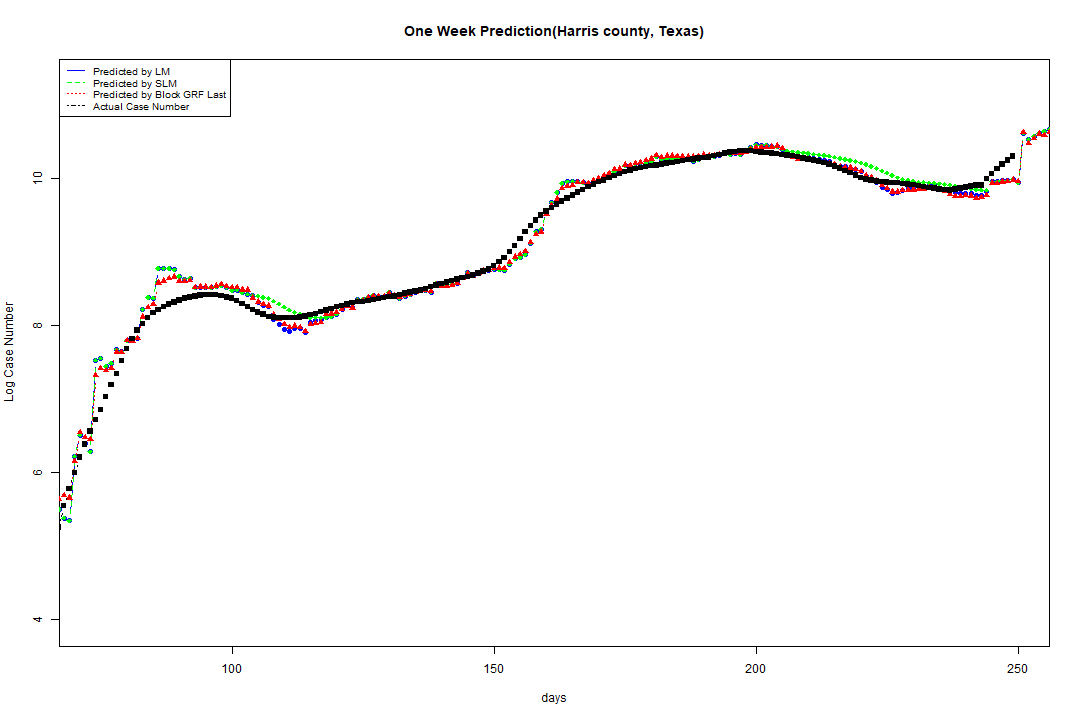 One Week Prediction(Harris county, Texas)
Predicted by LM
Predicted by SLM
Predicted by Block GRF Last
Actual Case Number
10
8
6
4
Log Case Number
100
150
200
250
days